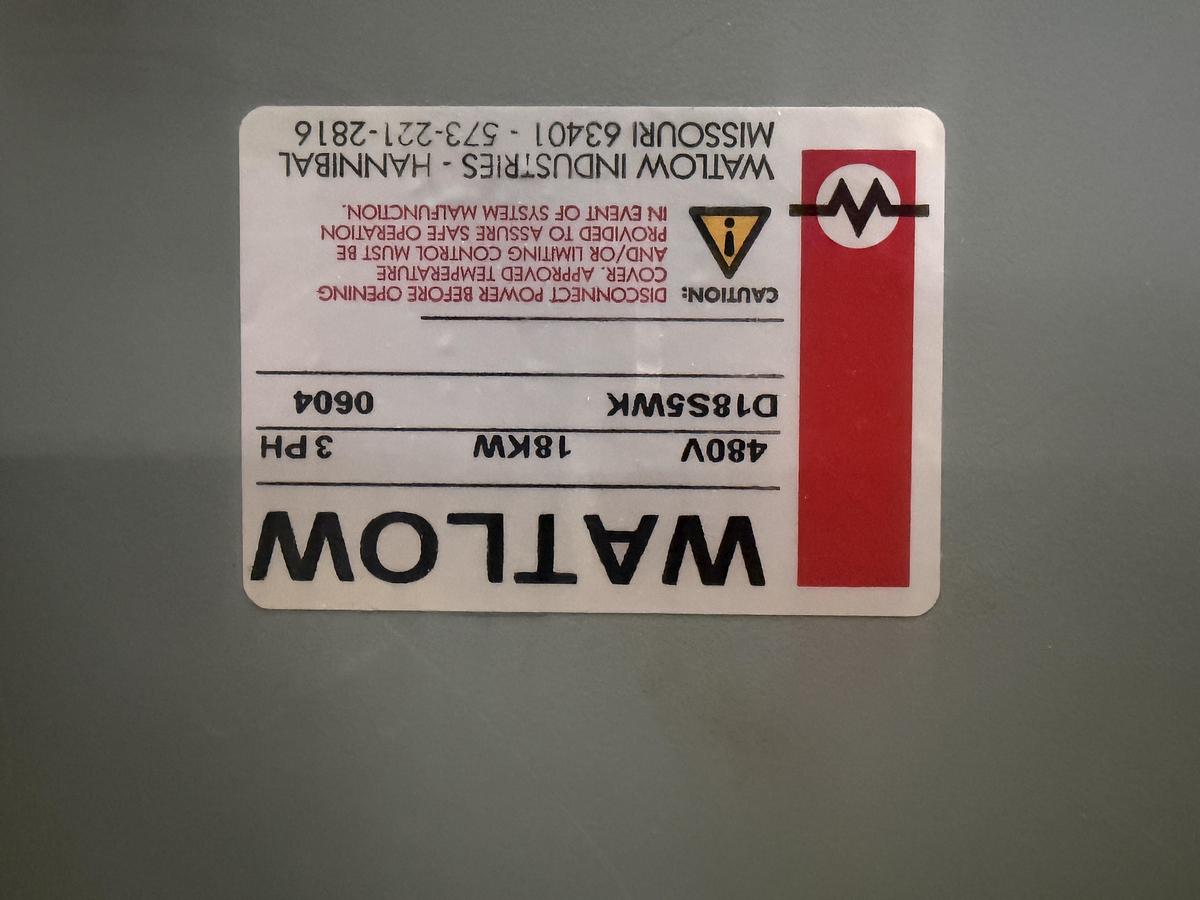 WATLOW
480V 18KW 3 PH
D18S5WK 0604
CAUTION: DISCONNECT POWER BEFORE OPENING
COVER. APPROVED TEMPERATURE
AND/OR LIMITING CONTROL MUST BE
PROVIDED TO ASSURE SAFE OPERATION
IN EVENT OF SYSTEM MALFUNCTION.
WATLOW INDUSTRIES - HANNIBAL
MISSOURI 63401 - 573-221-2816